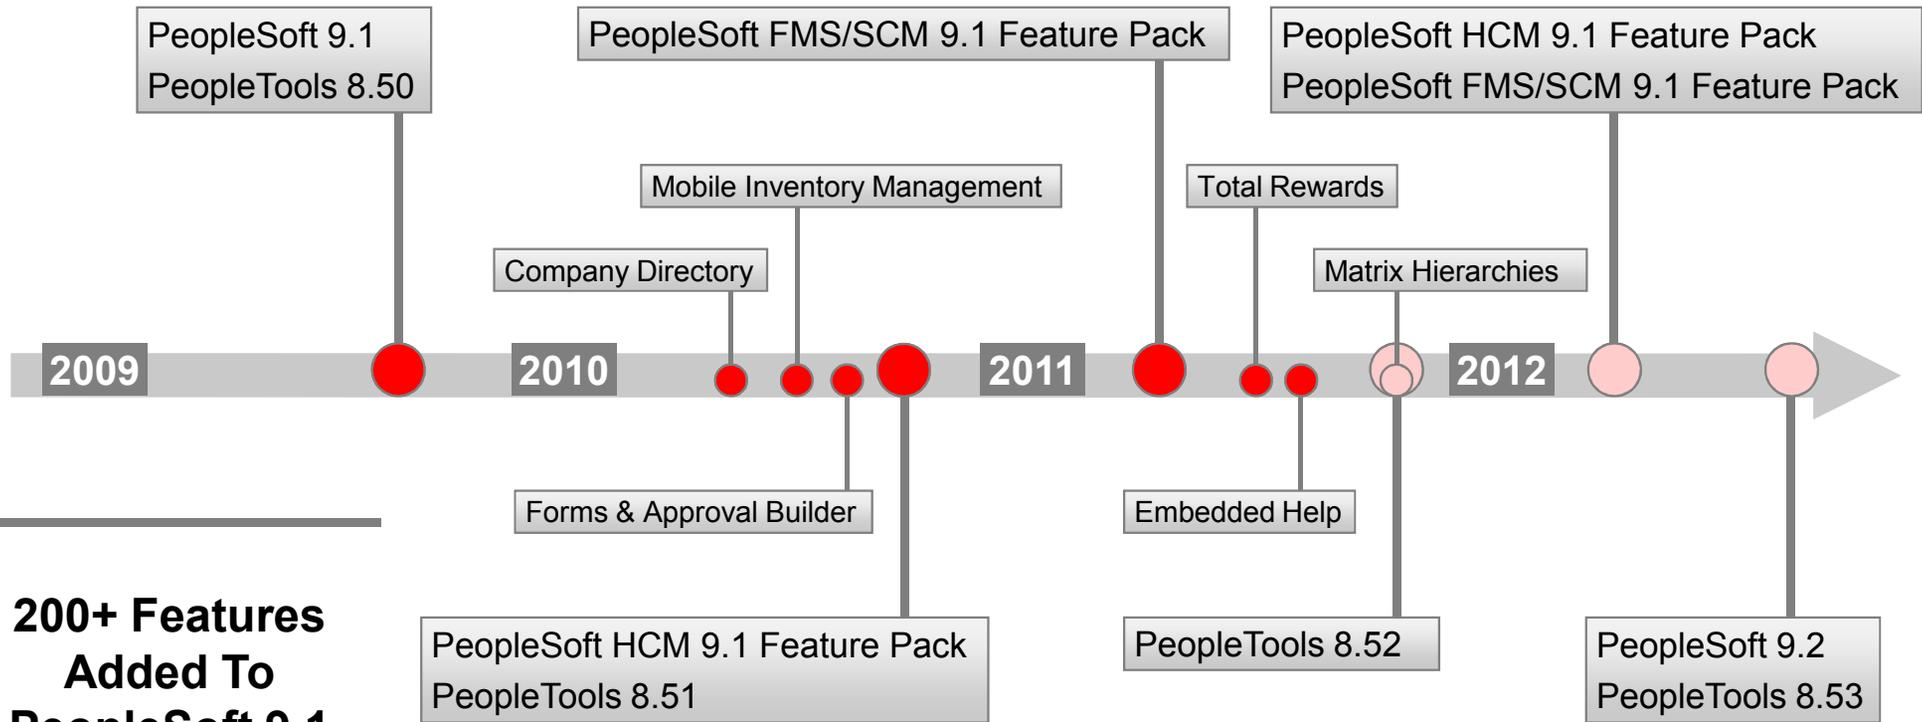 PeopleSoft 9.1
PeopleTools 8.50
PeopleSoft FMS/SCM 9.1 Feature Pack
PeopleSoft HCM 9.1 Feature Pack
PeopleSoft FMS/SCM 9.1 Feature Pack
Mobile Inventory Management
Total Rewards
Company Directory
Matrix Hierarchies
2009
2010
2011
2012
Forms & Approval Builder
Embedded Help
200+ Features
Added To
PeopleSoft 9.1
PeopleSoft HCM 9.1 Feature Pack
PeopleTools 8.51
PeopleTools 8.52
PeopleSoft 9.2
PeopleTools 8.53